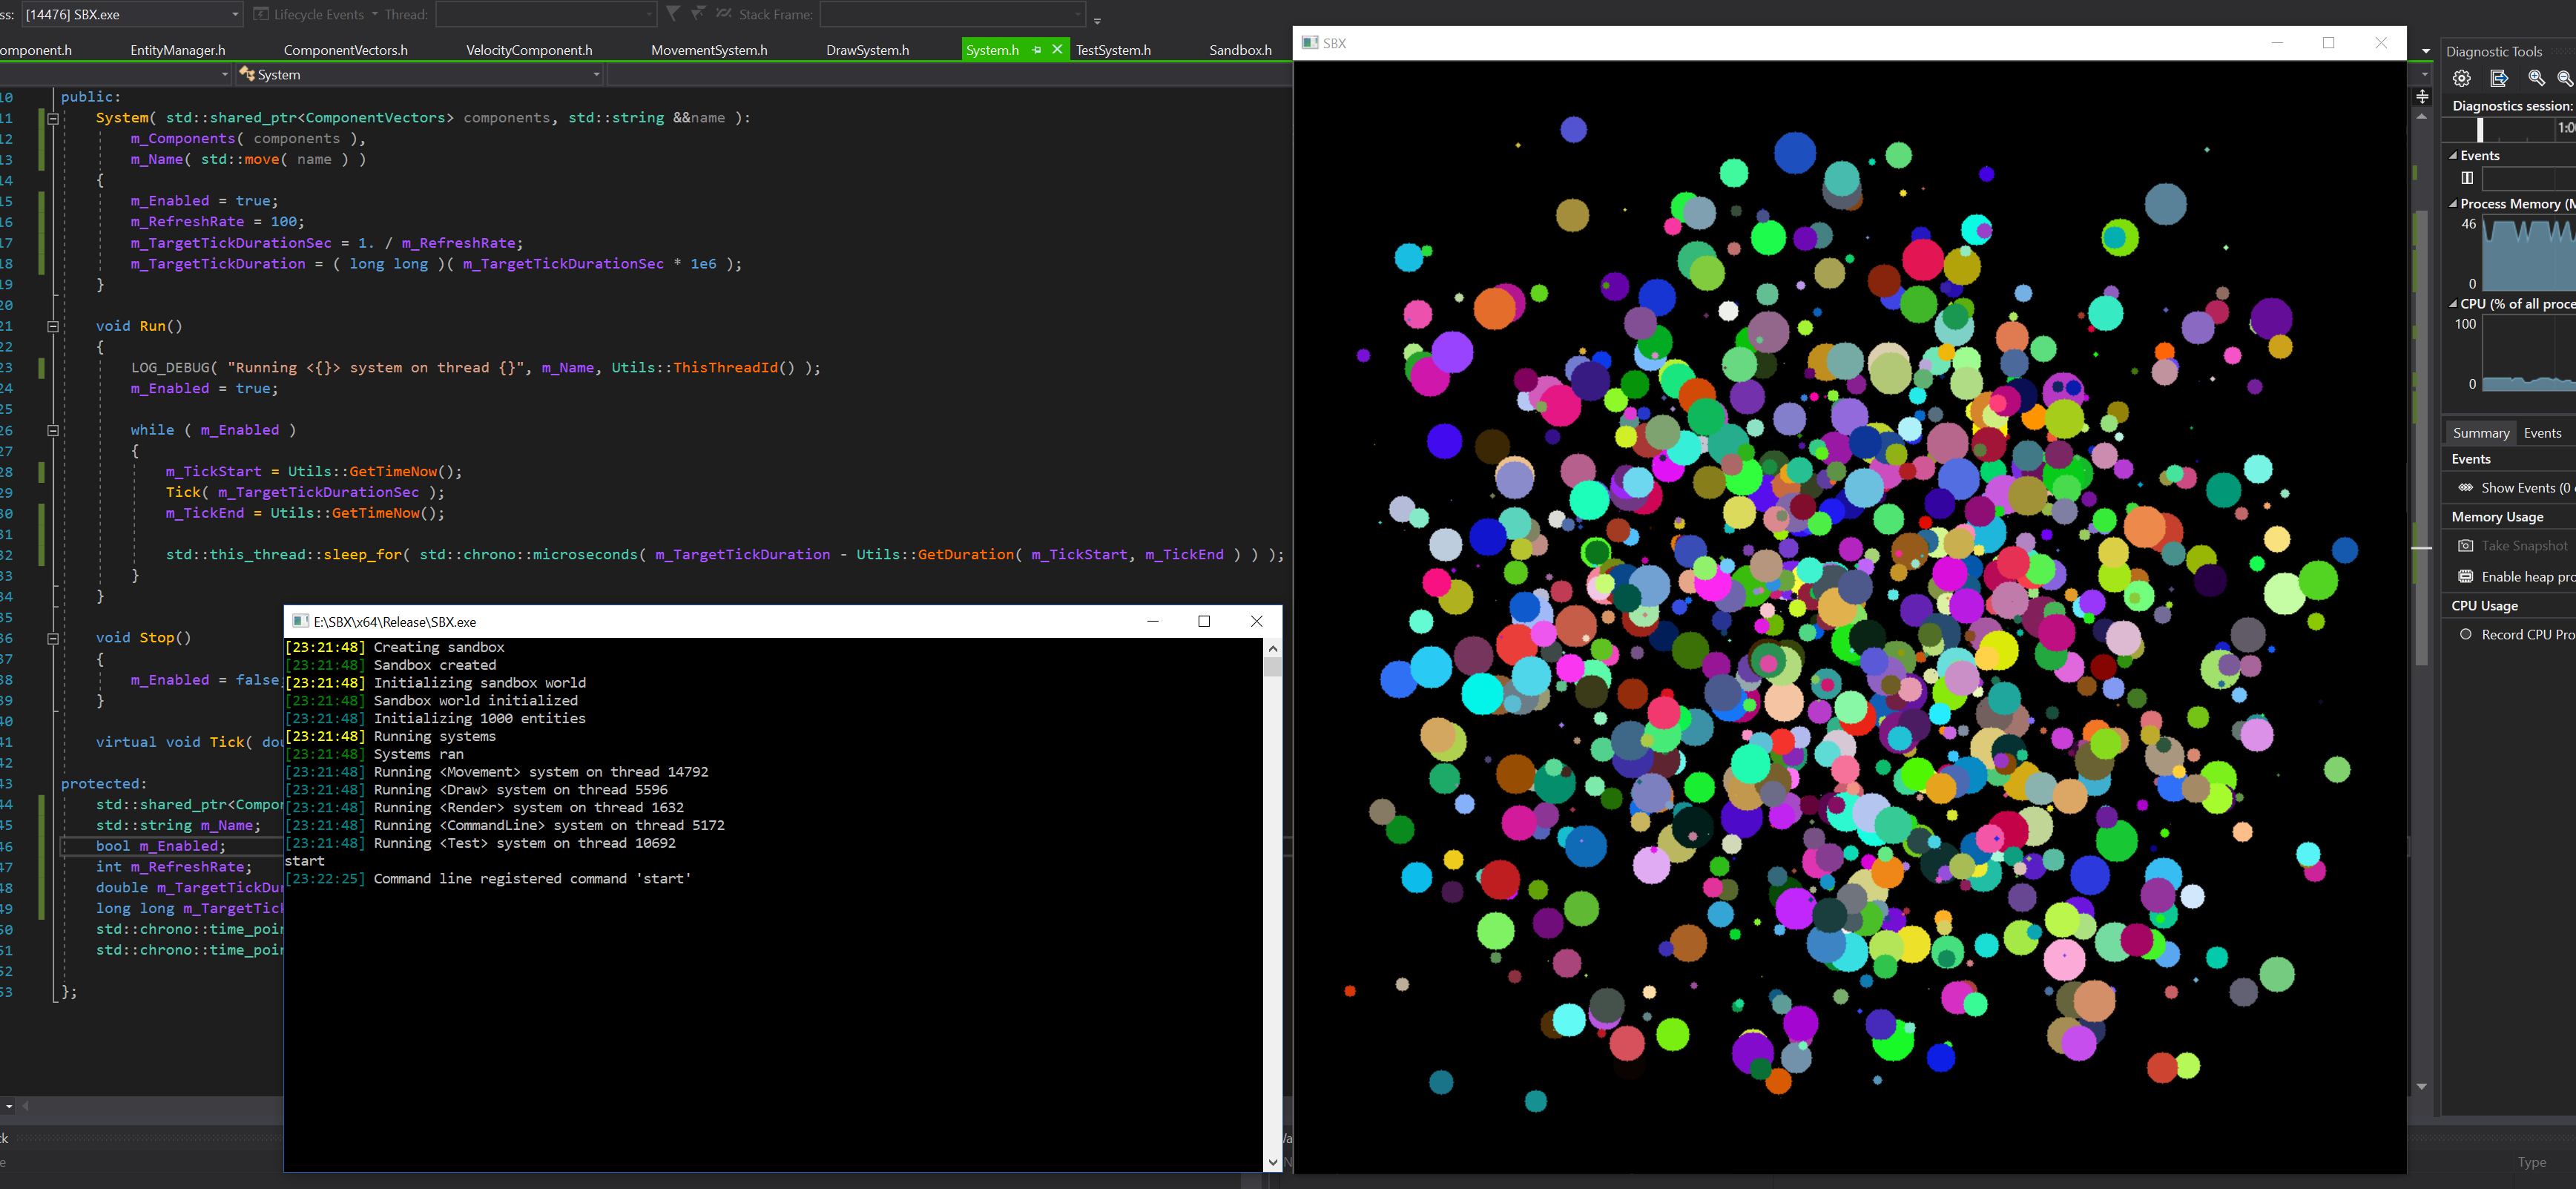 ss: [14476] SBX.exe Lifecycle Events Thread: Stack Frame:
omponent.h EntityManager.h ComponentVectors.h VelocityComponent.h MovementSystem.h DrawSystem.h System.h TestSystem.h Sandbox.h
System
10 public:
11 System( std::shared_ptr<ComponentVectors> components, std::string &&name ):
12 m_Components( components ),
13 m_Name( std::move( name ) )
14 {
15 m_Enabled = true;
16 m_RefreshRate = 100;
17 m_TargetTickDurationSec = 1. / m_RefreshRate;
18 m_TargetTickDuration = ( long long )( m_TargetTickDurationSec * 1e6 );
19 }
20
21 void Run()
22 {
23 LOG_DEBUG( "Running <{}> system on thread {}", m_Name, Utils::ThisThreadId() );
24 m_Enabled = true;
25
26 while ( m_Enabled )
27 {
28 m_TickStart = Utils::GetTimeNow();
29 Tick( m_TargetTickDurationSec );
30 m_TickEnd = Utils::GetTimeNow();
31
32 std::this_thread::sleep_for( std::chrono::microseconds( m_TargetTickDuration - Utils::GetDuration( m_TickStart, m_TickEnd ) ) );
33 }
34 }
35
36 void Stop()
37 {
38 m_Enabled = false;
39 }
40
41 virtual void Tick( dou
42
43 protected:
44 std::shared_ptr<Compor
45 std::string m_Name;
46 bool m_Enabled;
47 int m_RefreshRate;
48 double m_TargetTickDur
49 long long m_TargetTick
50 std::chrono::time_poin
51 std::chrono::time_poin
52
53 };
E:\SBX\x64\Release\SBX.exe
[23:21:48] Creating sandbox
[23:21:48] Sandbox created
[23:21:48] Initializing sandbox world
[23:21:48] Sandbox world initialized
[23:21:48] Initializing 1000 entities
[23:21:48] Running systems
[23:21:48] Systems ran
[23:21:48] Running <Movement> system on thread 14792
[23:21:48] Running <Draw> system on thread 5596
[23:21:48] Running <Render> system on thread 1632
[23:21:48] Running <CommandLine> system on thread 5172
[23:21:48] Running <Test> system on thread 10692
start
[23:22:25] Command line registered command 'start'
SBX
Diagnostic Tools
Diagnostics session:
1:00
Events
Process Memory (M
46
0
CPU (% of all proce
100
0
Summary Events
Events
Show Events (0
Memory Usage
Take Snapshot
Enable heap pro
CPU Usage
Record CPU Pro
Type